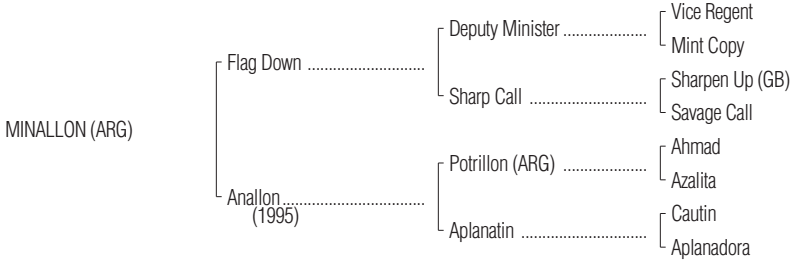 Vice Regent
Deputy Minister ....................
Mint Copy
Flag Down ............................
Sharpen Up (GB)
Sharp Call ............................
Savage Call
MINALLON (ARG)
Ahmad
Potrillon (ARG) ....................
Azalita
Anallon..................................
(1995)
Cautin
Aplanatin ..............................
Aplanadora